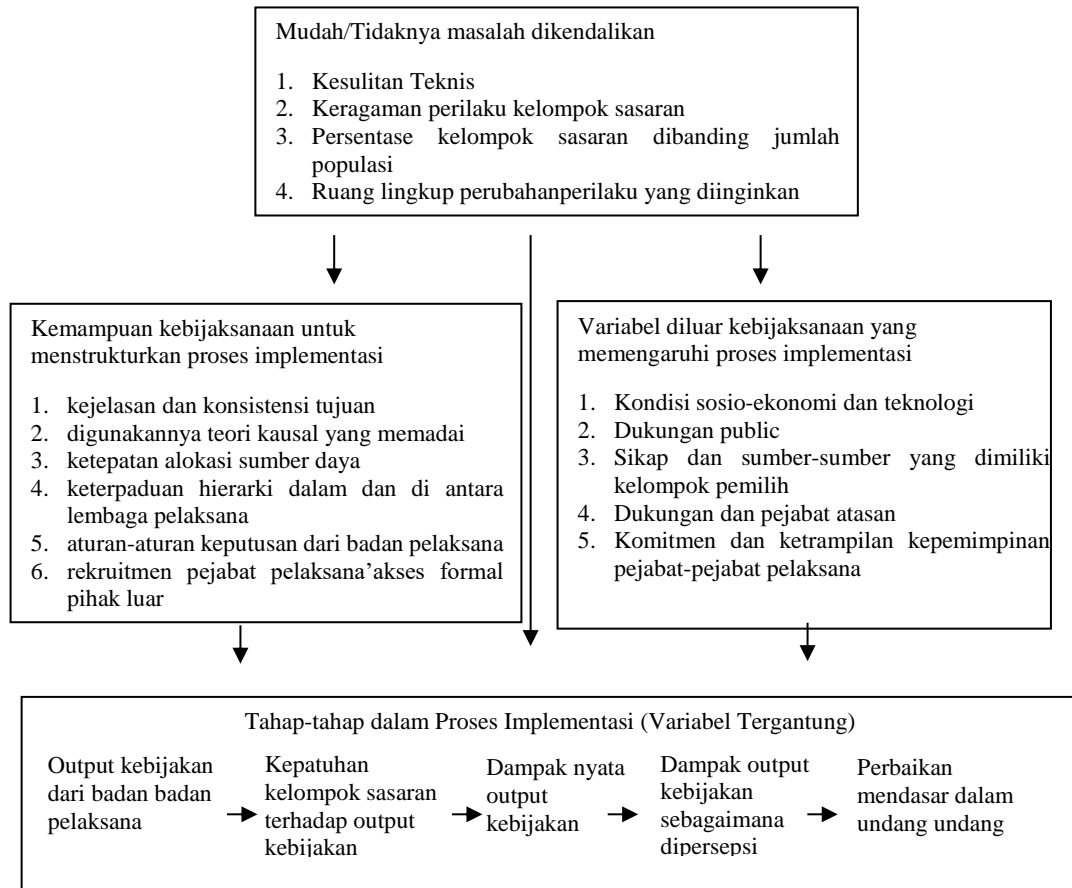 Mudah/Tidaknya masalah dikendalikan
1. Kesulitan Teknis
2. Keragaman perilaku kelompok sasaran
3. Persentase kelompok sasaran dibanding jumlah
populasi
4. Ruang lingkup perubahanperilaku yang diinginkan
Kemampuan kebijaksanaan untuk
menstrukturkan proses implementasi
1. kejelasan dan konsistensi tujuan
2. digunakannya teori kausal yang memadai
3. ketepatan alokasi sumber daya
4. keterpaduan hierarki dalam dan di antara
lembaga pelaksana
5. aturan-aturan keputusan dari badan pelaksana
6. rekruitmen pejabat pelaksana’akses formal
pihak luar
Variabel diluar kebijaksanaan yang
memengaruhi proses implementasi
1. Kondisi sosio-ekonomi dan teknologi
2. Dukungan public
3. Sikap dan sumber-sumber yang dimiliki
kelompok pemilih
4. Dukungan dan pejabat atasan
5. Komitmen dan ketrampilan kepemimpinan
pejabat-pejabat pelaksana
Tahap-tahap dalam Proses Implementasi (Variabel Tergantung)
Output kebijakan
dari badan badan
pelaksana
Kepatuhan
kelompok sasaran
terhadap output
kebijakan
Dampak nyata
output
kebijakan
Dampak output
kebijakan
sebagaimana
dipersepsi
Perbaikan
mendasar dalam
undang undang